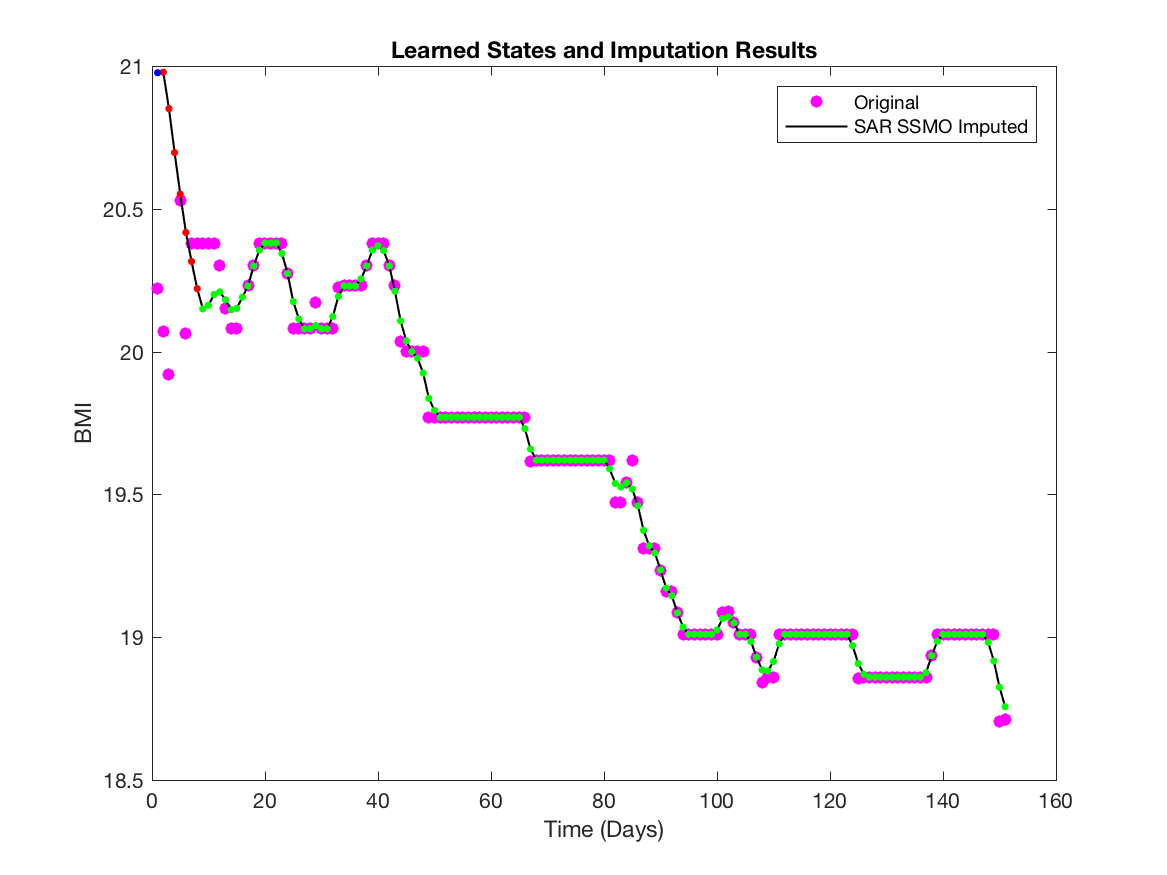 Learned States and Imputation Results
Original
SAR SSMO Imputed
BMI
21
20.5
20
19.5
19
18.5
0 20 40 60 80 100 120 140 160
Time (Days)